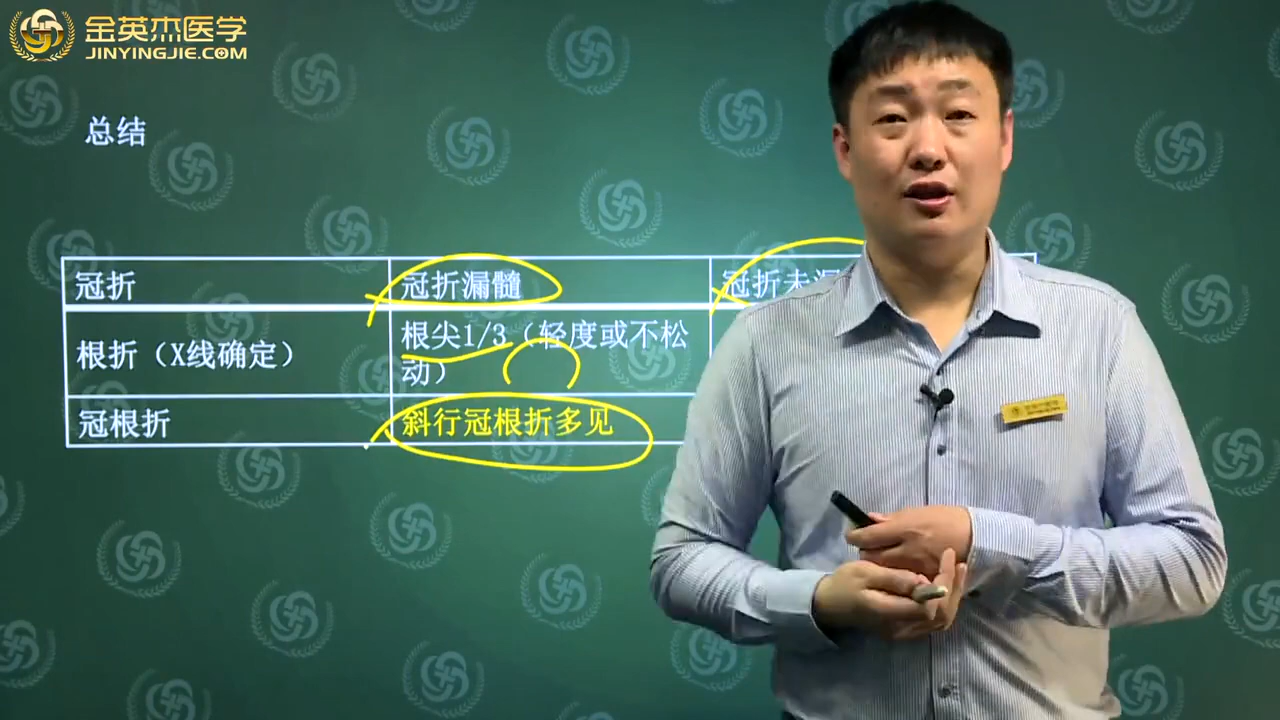 金英杰医学
JINYINGJIE.COM
总结
冠折
冠折漏髓
冠折未漏
根折（X线确定）
根尖1/3（轻度或不松
动）
冠根折
斜行冠根折多见